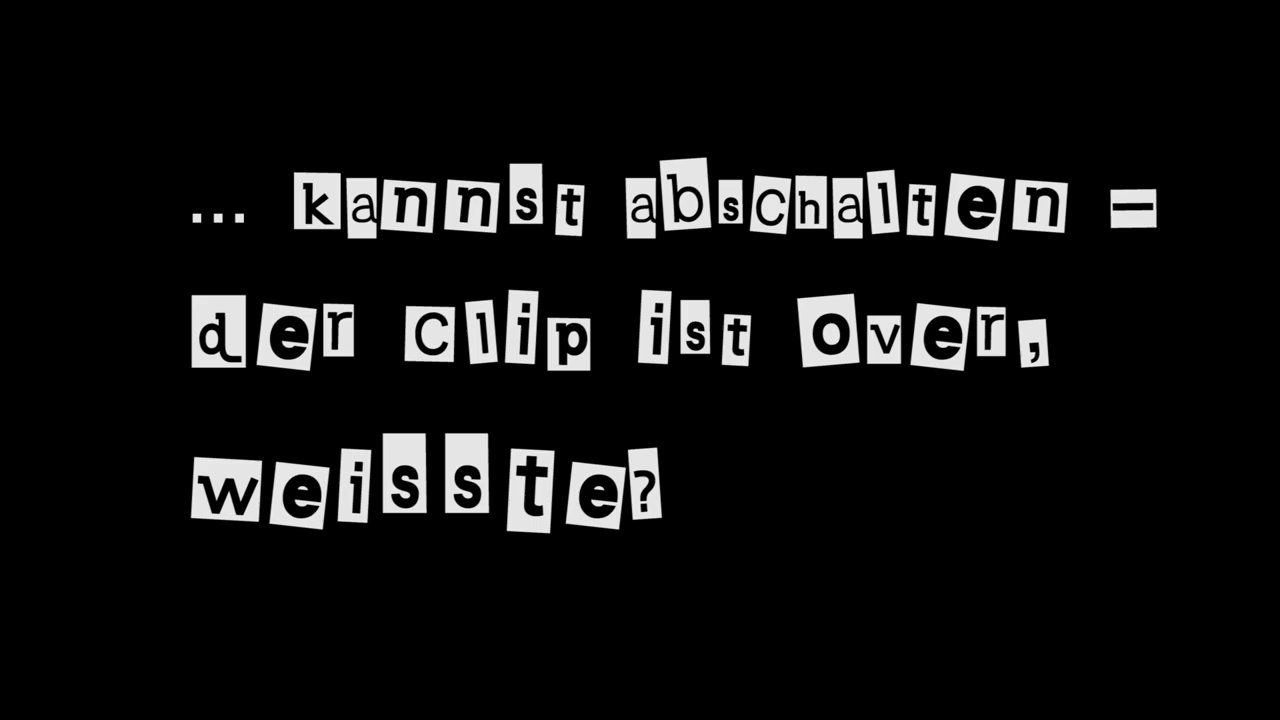 ... kannst abschalten =
der Clip ist over,
weisste?